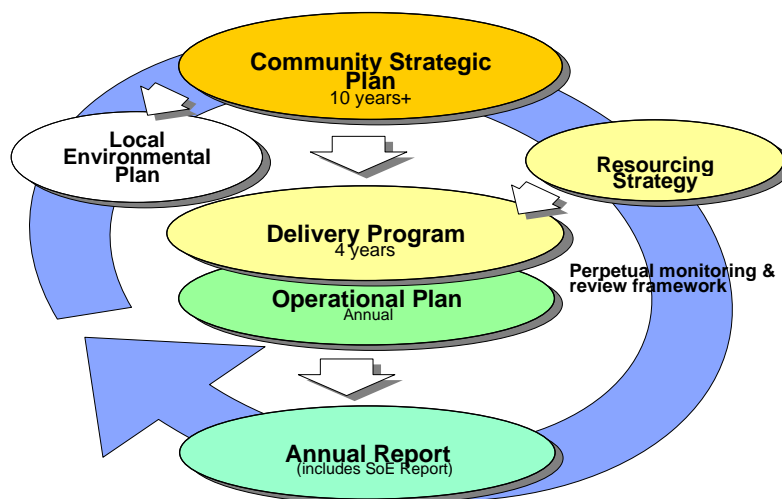 Community Strategic
Plan
10 years+
Local
Environmental
Plan
Resourcing
Strategy
Delivery Program
4 years
Perpetual monitoring &
review framework
Operational Plan
Annual
Annual Report
(includes SoE Report)